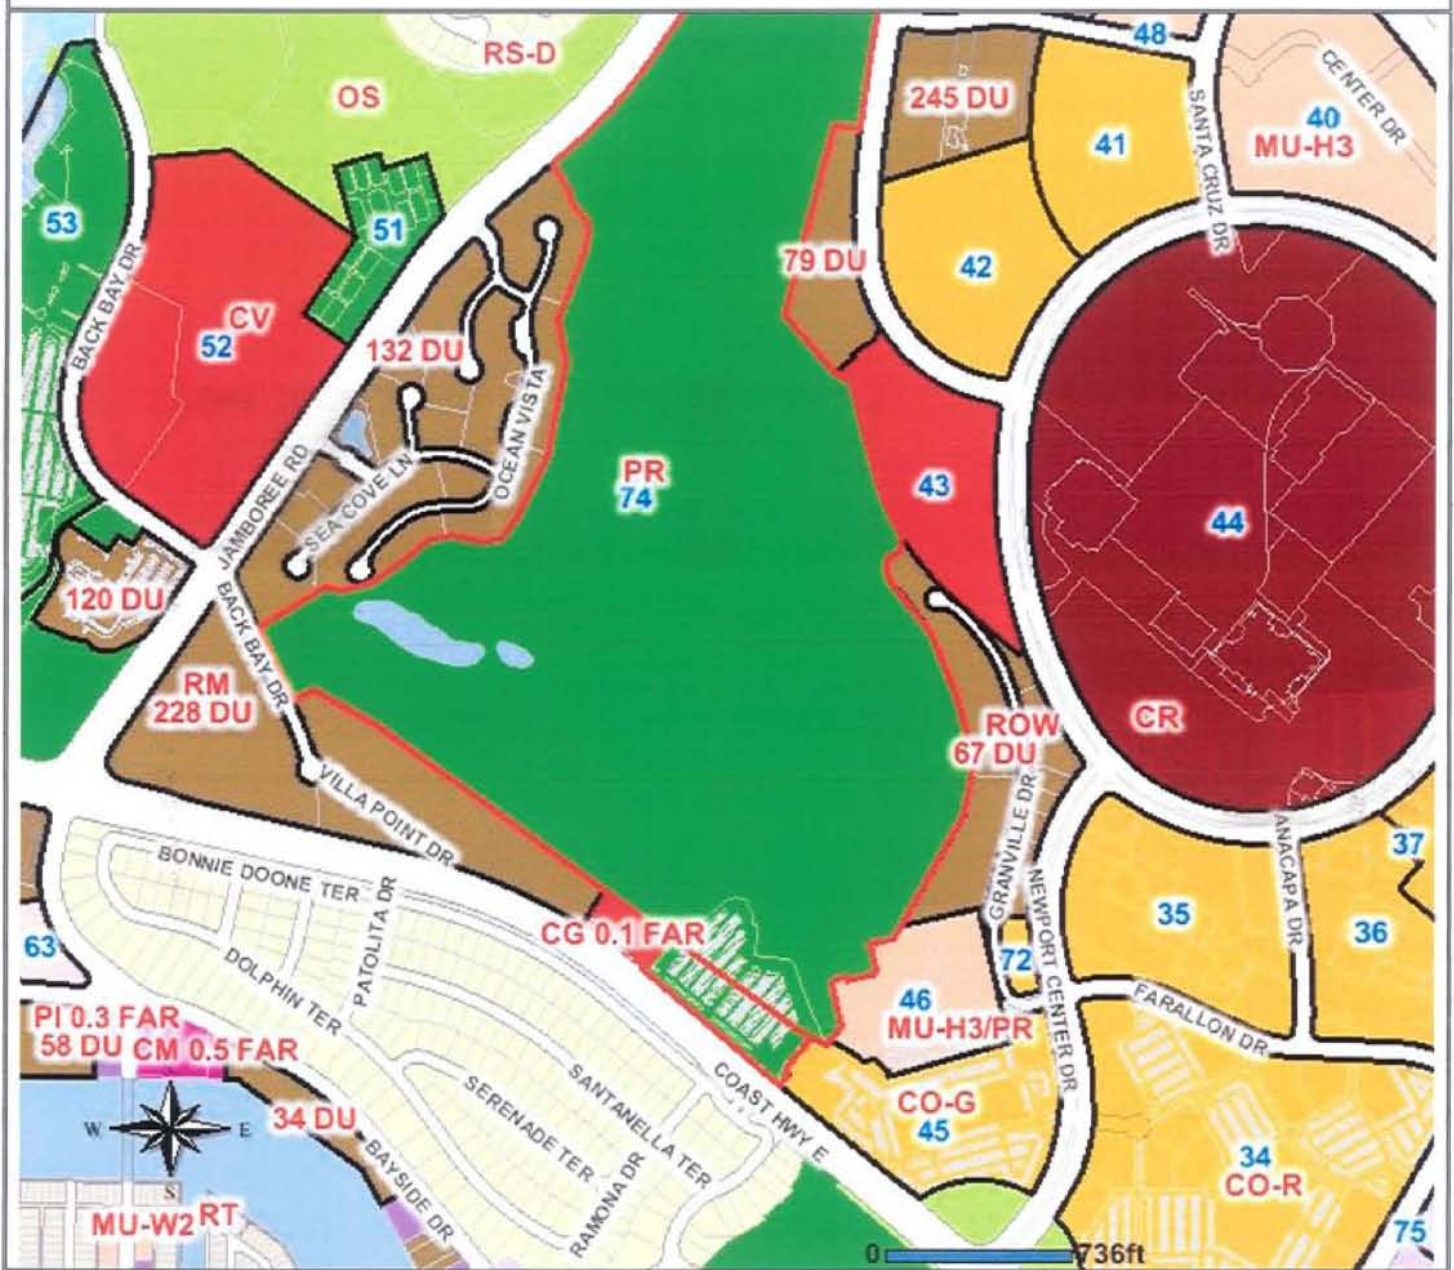 RS-D
48
OS
245 DU
CENTER DR
40
MU-H3
41
SANTA CRUZ DR
53
51
BACK BAY DR
79 DU
42
CV
52
132 DU
OCEAN VISTA
PR
74
43
JAMBOREE RD
SEA COVE LN
44
120 DU
BACK BAY DR
RM
228 DU
ROW
67 DU
CR
VILLA POINT DR
GRANVILLE DR
ANACAPA DR
37
BONNIE DOONE TER
PATOLITA DR
CG 0.1 FAR
NEWPORT CENTER DR
35
36
63
72
DOLPHIN TER
46
MU-H3/PR
FARALLON DR
PI 0.3 FAR
58 DU
CM 0.5 FAR
COAST HWY E
SANTANELLA TER
SERENADE TER
34 DU
CO-G
45
W
E
S
BAYSIDE DR
RAMONA DR
34
CO-R
MU-W2
RT
75
0
736ft